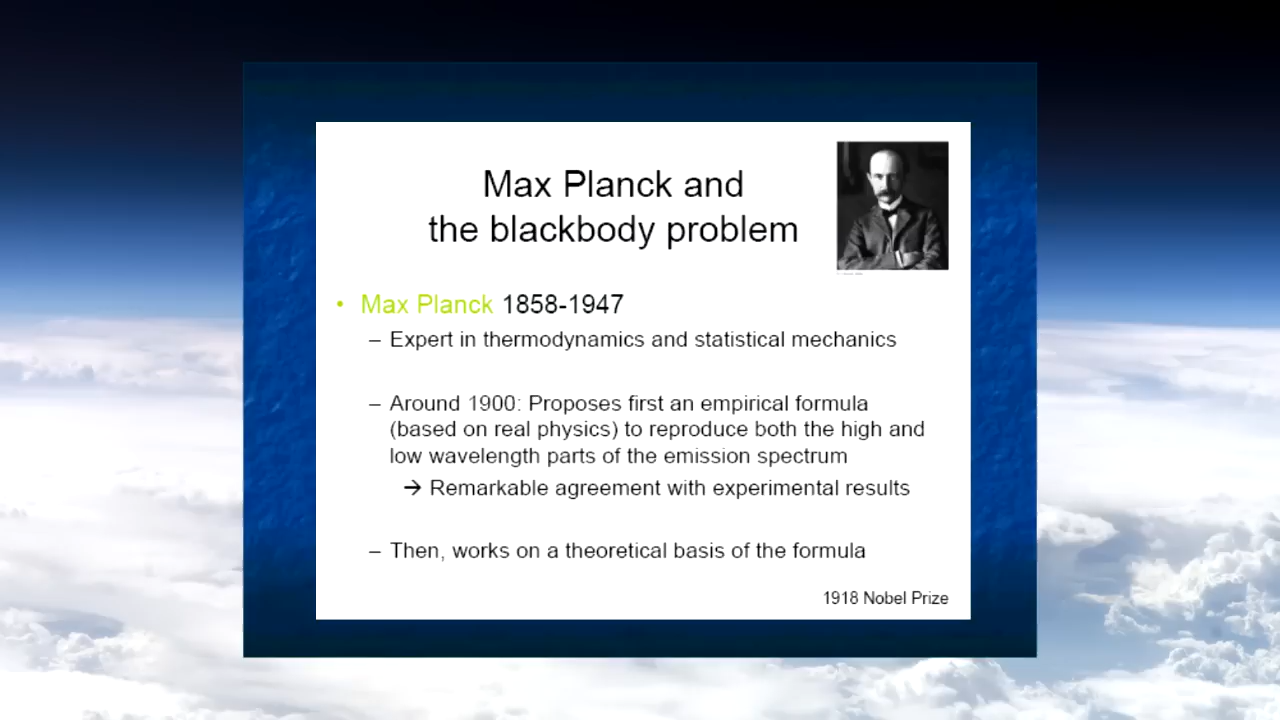 Max Planck and
the blackbody problem
• Max Planck 1858-1947
– Expert in thermodynamics and statistical mechanics
– Around 1900: Proposes first an empirical formula
(based on real physics) to reproduce both the high and
low wavelength parts of the emission spectrum
→ Remarkable agreement with experimental results
– Then, works on a theoretical basis of the formula
1918 Nobel Prize